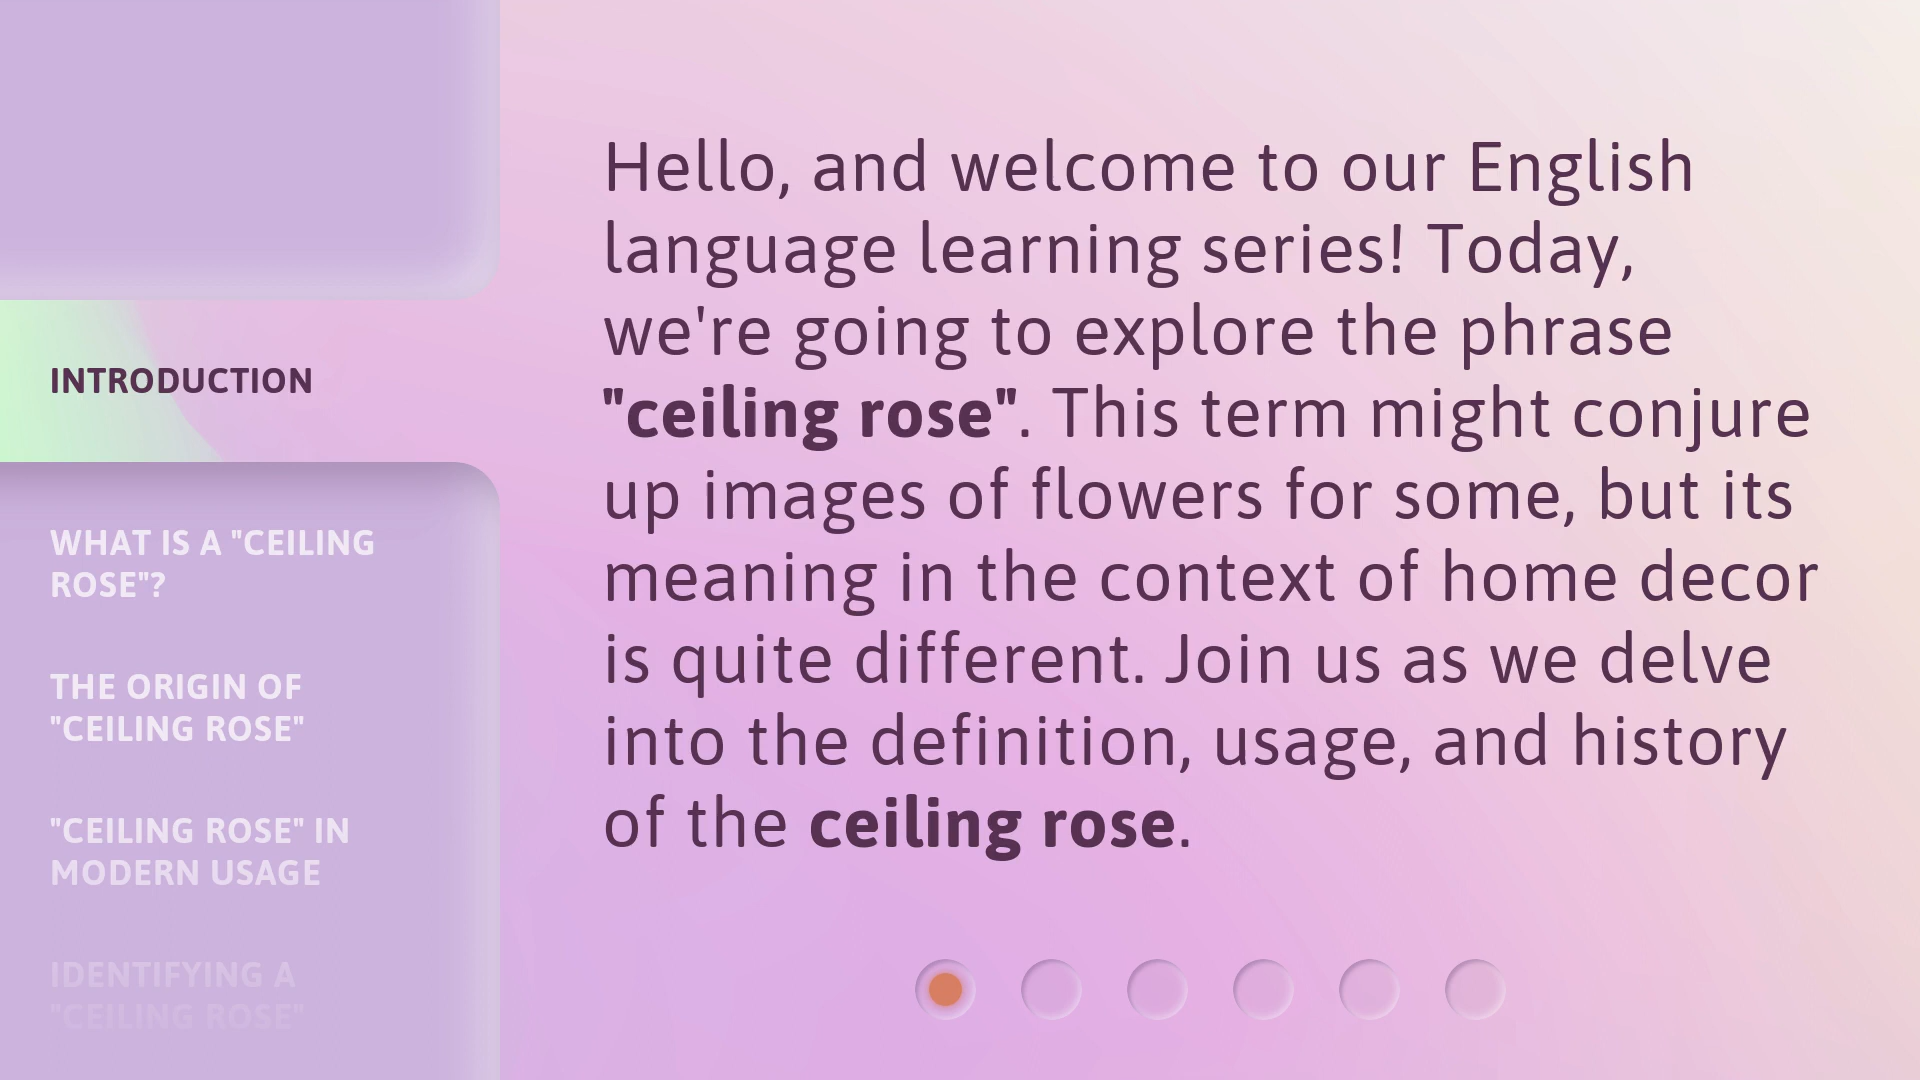 INTRODUCTION
WHAT IS A "CEILING
ROSE"?
THE ORIGIN OF
"CEILING ROSE"
"CEILING ROSE" IN
MODERN USAGE
IDENTIFYING A
"CEILING ROSE"
Hello, and welcome to our English
language learning series! Today,
we're going to explore the phrase
"ceiling rose". This term might conjure
up images of flowers for some, but its
meaning in the context of home decor
is quite different. Join us as we delve
into the definition, usage, and history
of the ceiling rose.